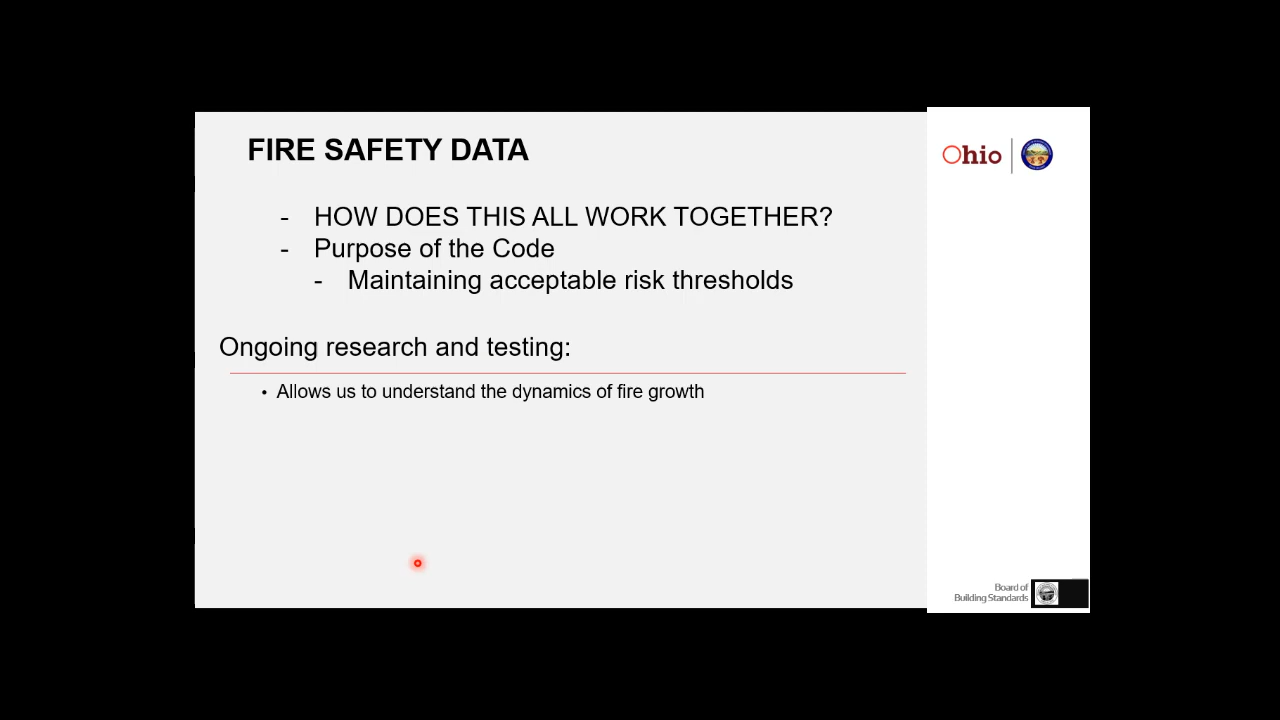 FIRE SAFETY DATA
Ohio
- HOW DOES THIS ALL WORK TOGETHER?
- Purpose of the Code
- Maintaining acceptable risk thresholds
Ongoing research and testing:
• Allows us to understand the dynamics of fire growth
Board of
Building Standards